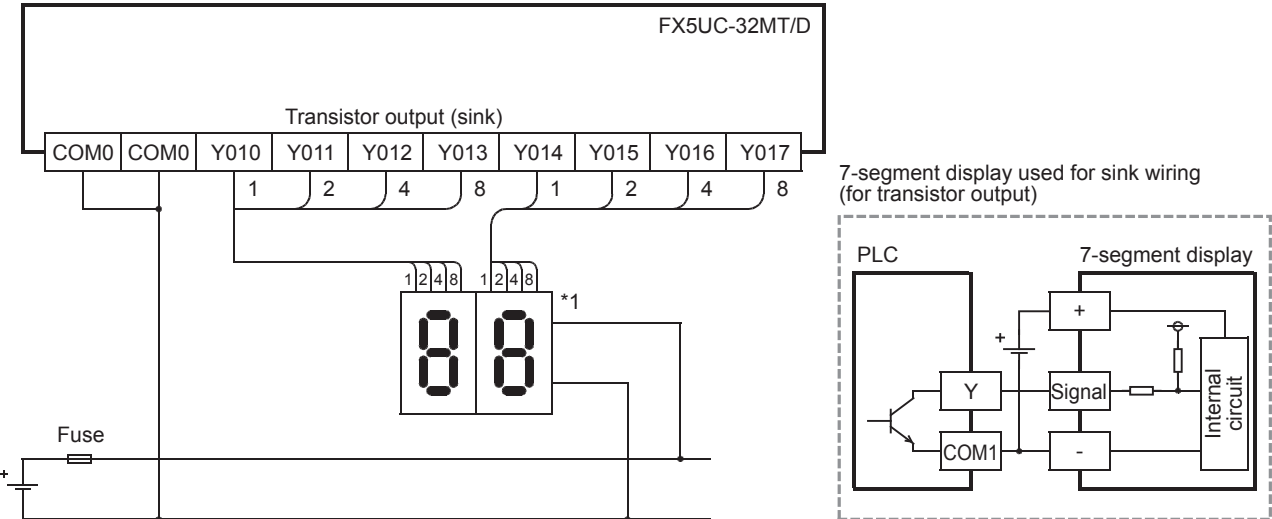 FX5UC-32MT/D
Transistor output (sink)
COM0 COM0 Y010 Y011 Y012 Y013 Y014 Y015 Y016 Y017
1 2 4 8 1 2 4 8
1 2 4 8 1 2 4 8
*1
Fuse
+
7-segment display used for sink wiring
(for transistor output)
PLC 7-segment display
+
+
Y Signal
Internal
circuit
COM1 -